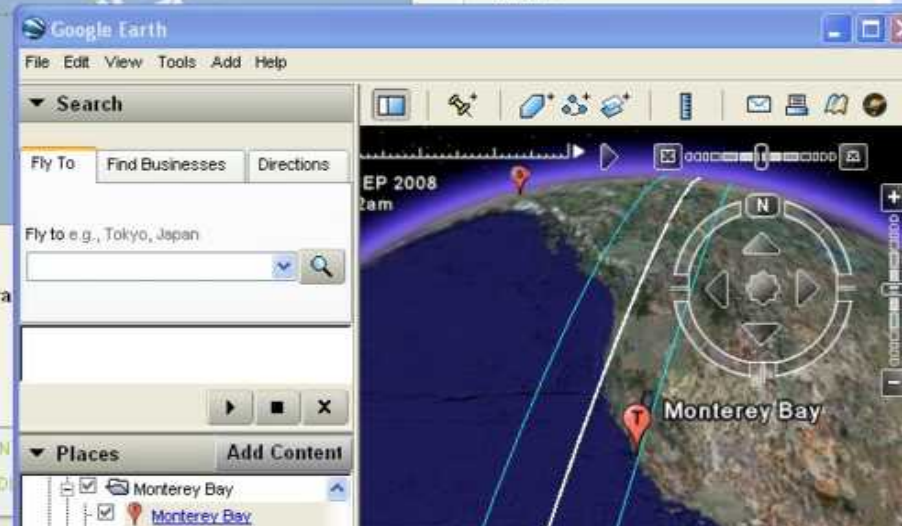 Google Earth
File Edit View Tools Add Help
Search
Fly To Find Businesses Directions
Fly to e.g., Tokyo, Japan
Places Add Content
Monterey Bay
Monterey Bay
EP 2008
2am
N
T
Monterey Bay